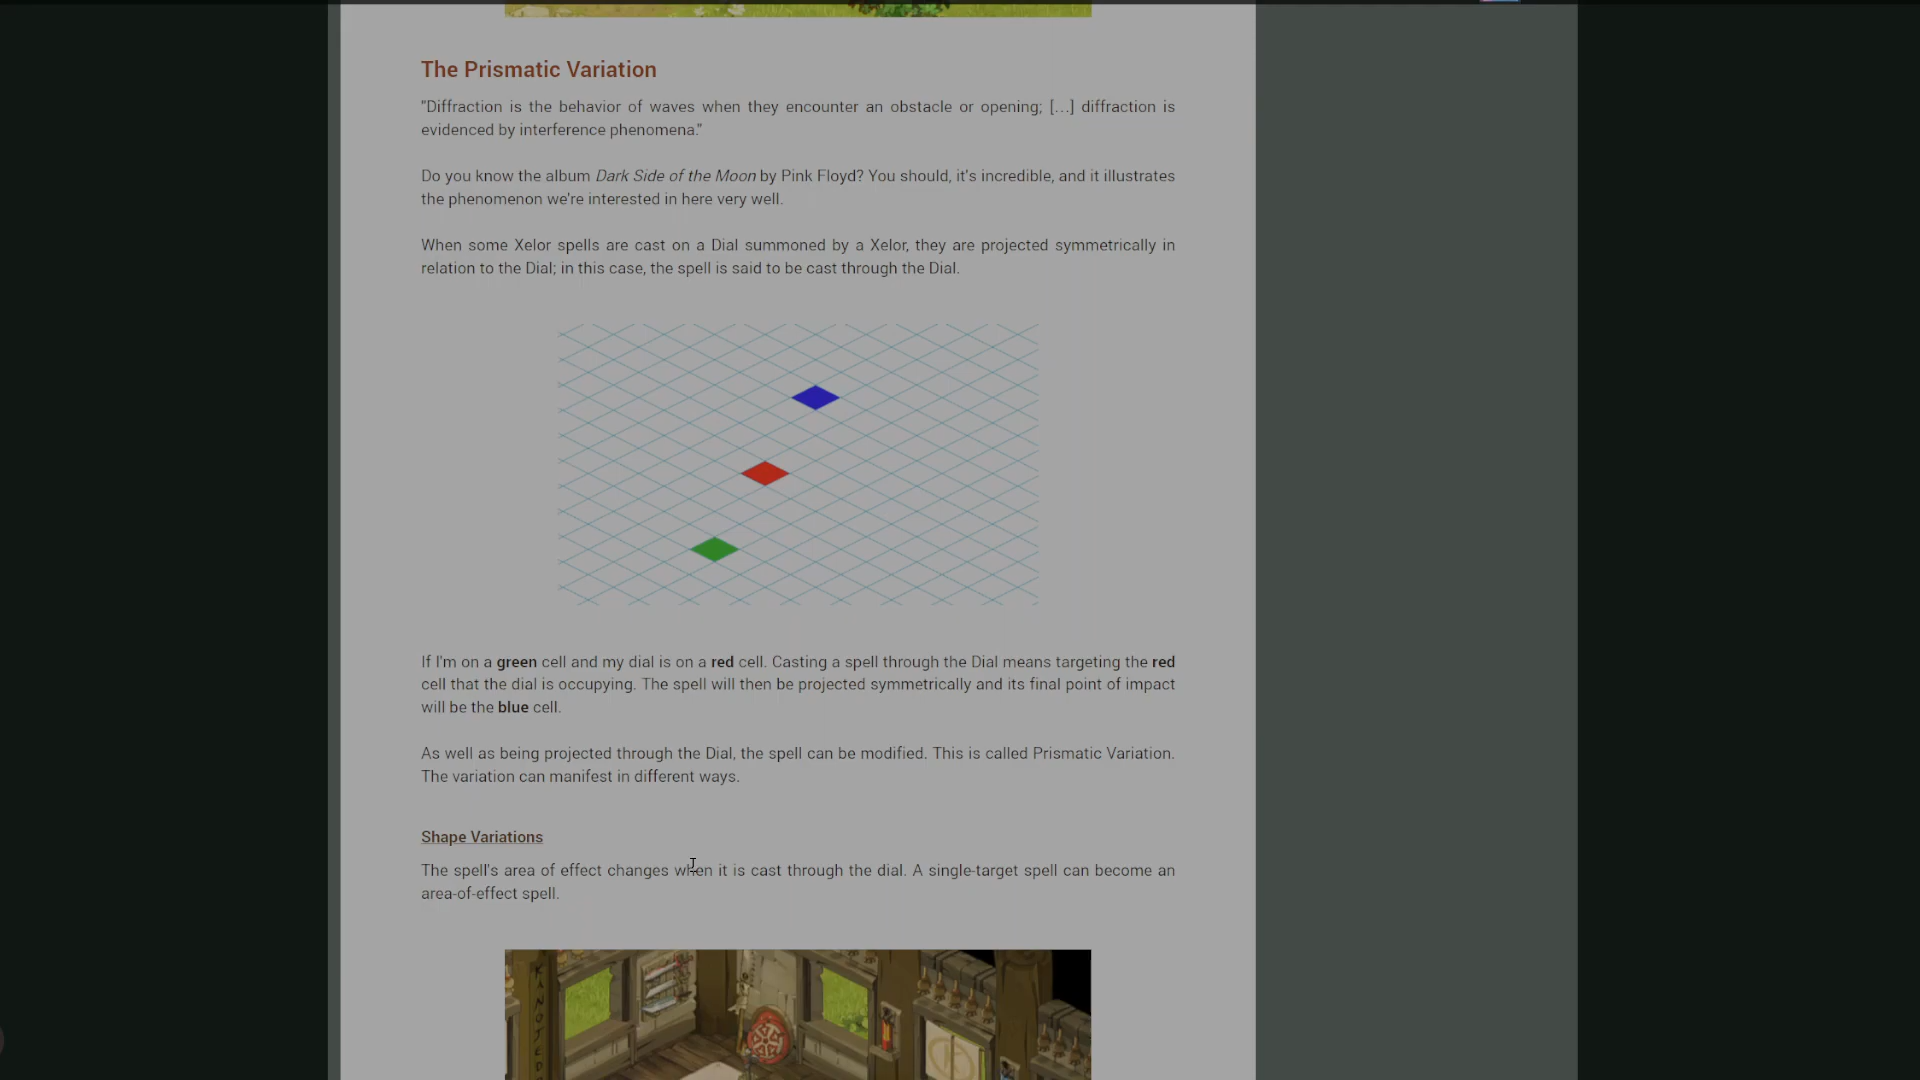 The Prismatic Variation
"Diffraction is the behavior of waves when they encounter an obstacle or opening; [...] diffraction is
evidenced by interference phenomena."
Do you know the album Dark Side of the Moon by Pink Floyd? You should, it's incredible, and it illustrates
the phenomenon we're interested in here very well.
When some Xelor spells are cast on a Dial summoned by a Xelor, they are projected symmetrically in
relation to the Dial; in this case, the spell is said to be cast through the Dial.
If I'm on a green cell and my dial is on a red cell. Casting a spell through the Dial means targeting the red
cell that the dial is occupying. The spell will then be projected symmetrically and its final point of impact
will be the blue cell.
As well as being projected through the Dial, the spell can be modified. This is called Prismatic Variation.
The variation can manifest in different ways.
Shape Variations
The spell's area of effect changes when it is cast through the dial. A single-target spell can become an
area-of-effect spell.